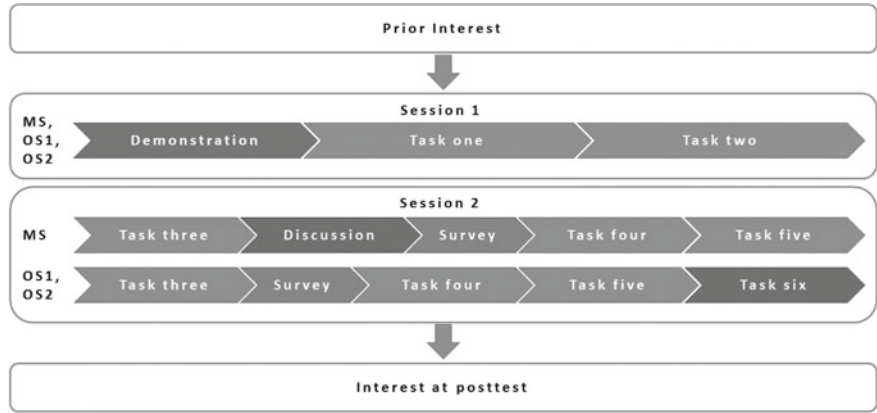 Prior Interest
Session 1
MS,
OS1,
OS2
Demonstration Task one Task two
Session 2
MS
Task three Discussion Survey Task four Task five
OS1,
OS2
Task three Survey Task four Task five Task six
Interest at posttest